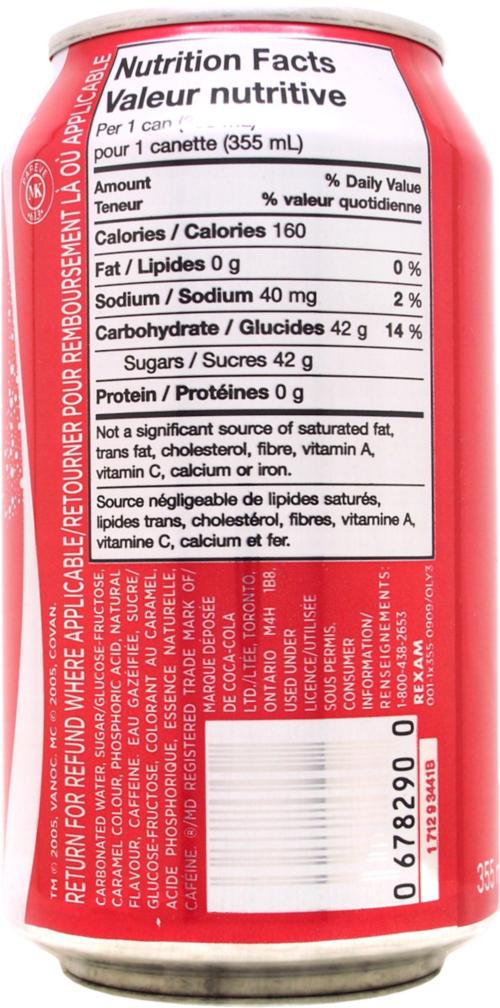 Nutrition Facts
Valeur nutritive
Per 1 can
pour 1 canette (355 mL)
Amount % Daily Value
Teneur % valeur quotidienne
Calories / Calories 160
Fat / Lipides 0 g 0 %
Sodium / Sodium 40 mg 2 %
Carbohydrate / Glucides 42 g 14 %
Sugars / Sucres 42 g
Protein / Protéines 0 g
Not a significant source of saturated fat,
trans fat, cholesterol, fibre, vitamin A,
vitamin C, calcium or iron.
Source négligeable de lipides saturés,
lipides trans, cholestérol, fibres, vitamine A,
vitamine C, calcium et fer.
MK
TM © 2005, VANOC. MC © 2005, COVAN.
RETURN FOR REFUND WHERE APPLICABLE/RETOURNER POUR REMBOURSEMENT LÀ OÙ APPLICABLE
CARBONATED WATER, SUGAR/GLUCOSE-FRUCTOSE,
CARAMEL COLOUR, PHOSPHORIC ACID, NATURAL
FLAVOUR, CAFFEINE. EAU GAZÉIFIÉE, SUCRE/
GLUCOSE-FRUCTOSE, COLORANT AU CARAMEL,
ACIDE PHOSPHORIQUE, ESSENCE NATURELLE,
CAFÉINE. ®/MD REGISTERED TRADE MARK OF/
MARQUE DÉPOSÉE
DE COCA-COLA
LTD./LTÉE, TORONTO,
ONTARIO M4H 1B8,
USED UNDER
LICENCE/UTILISÉE
SOUS PERMIS.
CONSUMER
INFORMATION/
RENSEIGNEMENTS:
1-800-438-2653
REXAM
001-1x355-0909/OLY3
0 678290 0
1 712 9 3441B
355